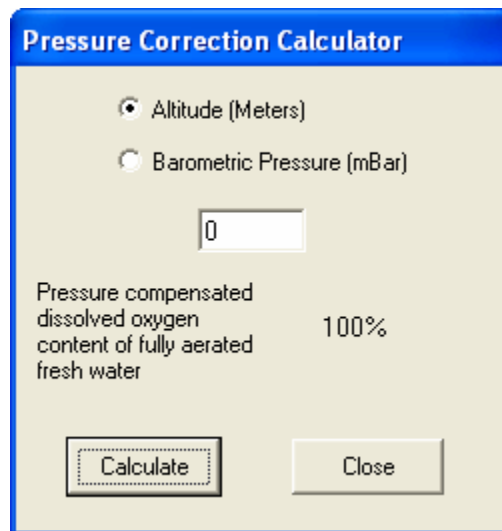 Pressure Correction Calculator
Altitude (Meters)
Barometric Pressure (mBar)
0
Pressure compensated
dissolved oxygen
content of fully aerated
fresh water
100%
Calculate
Close